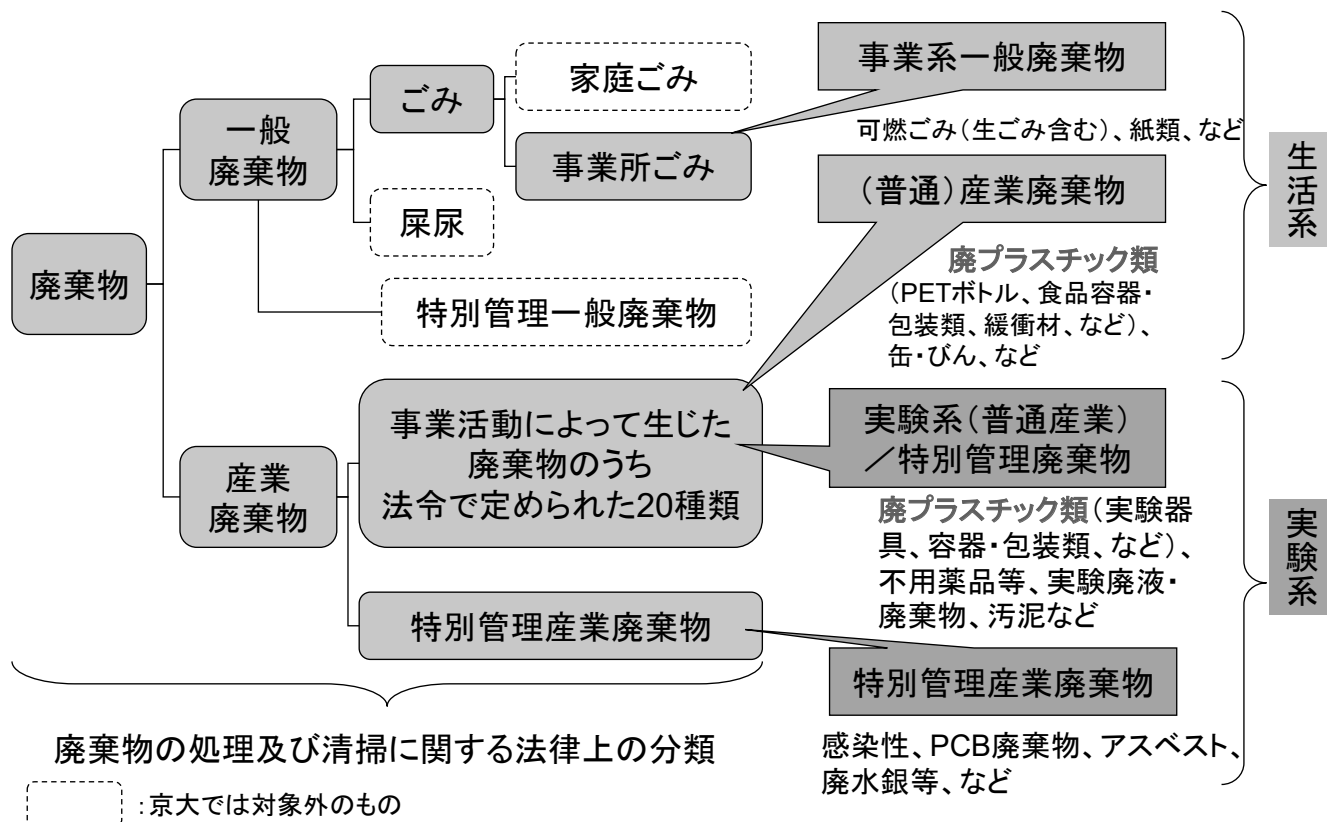 廃棄物
一般
廃棄物
産業
廃棄物
ごみ
屎尿
家庭ごみ
事業所ごみ
特別管理一般廃棄物
事業活動によって生じた
廃棄物のうち
法令で定められた20種類
特別管理産業廃棄物
事業系一般廃棄物
可燃ごみ（生ごみ含む）、紙類、など
（普通）産業廃棄物
廃プラスチック類
（PETボトル、食品容器・
包装類、緩衝材、など）、
缶・びん、など
生活系
実験系（普通産業）
／特別管理廃棄物
廃プラスチック類（実験器
具、容器・包装類、など）、
不用薬品等、実験廃液・
廃棄物、汚泥など
特別管理産業廃棄物
感染性、PCB廃棄物、アスベスト、
廃水銀等、など
実験系
廃棄物の処理及び清掃に関する法律上の分類
：京大では対象外のもの